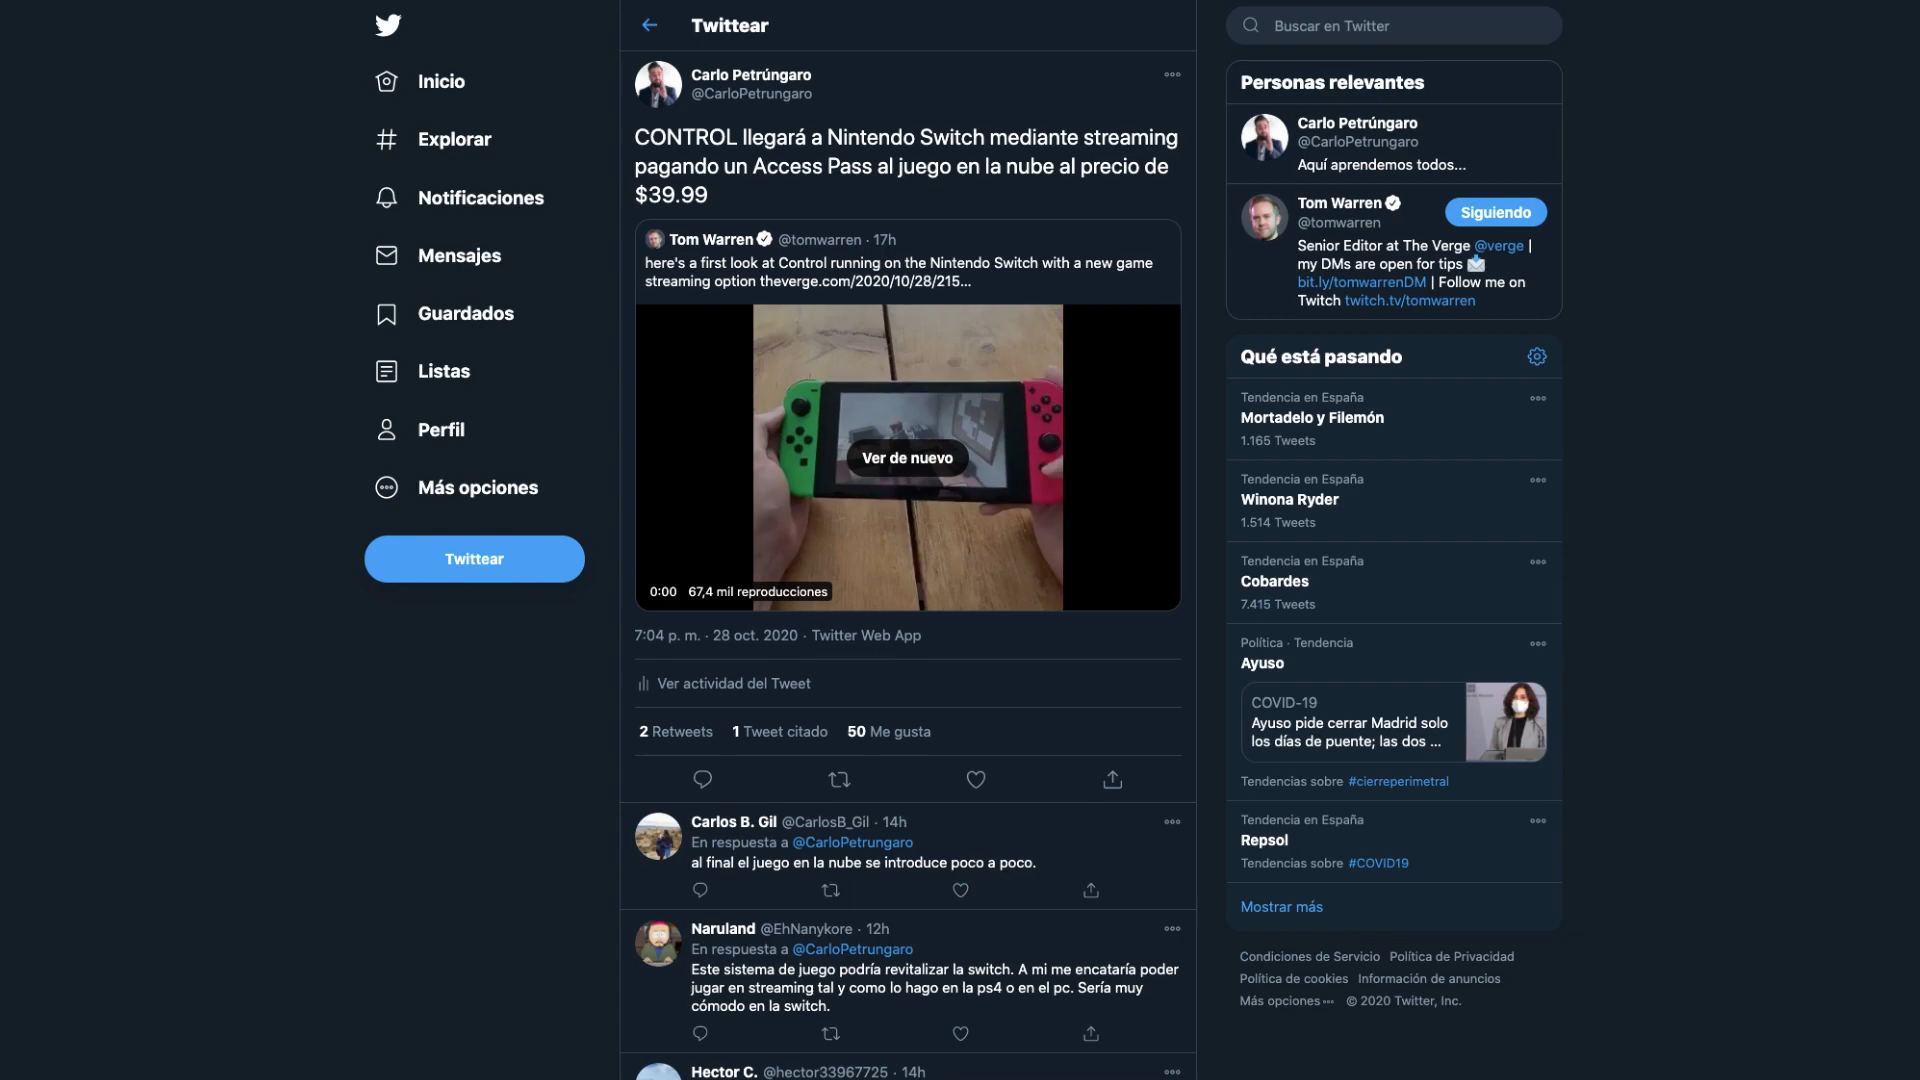 Inicio
Explorar
Notificaciones
Mensajes
Guardados
Listas
Perfil
Más opciones
Twittear
Twittear
Carlo Petrúngaro
@CarloPetrungaro
CONTROL llegará a Nintendo Switch mediante streaming
pagando un Access Pass al juego en la nube al precio de
$39.99
Tom Warren @tomwarren · 17h
here's a first look at Control running on the Nintendo Switch with a new game
streaming option theverge.com/2020/10/28/215...
Ver de nuevo
0:00 67,4 mil reproducciones
7:04 p. m. · 28 oct. 2020 · Twitter Web App
Ver actividad del Tweet
2 Retweets 1 Tweet citado 50 Me gusta
Carlos B. Gil @CarlosB_Gil · 14h
En respuesta a @CarloPetrungaro
al final el juego en la nube se introduce poco a poco.
Naruland @EhNanykore · 12h
En respuesta a @CarloPetrungaro
Este sistema de juego podría revitalizar la switch. A mi me encataría poder
jugar en streaming tal y como lo hago en la ps4 o en el pc. Sería muy
cómodo en la switch.
Hector C. @hector33967725 · 14h
Buscar en Twitter
Personas relevantes
Carlo Petrúngaro
@CarloPetrungaro
Aquí aprendemos todos...
Tom Warren
@tomwarren
Siguiendo
Senior Editor at The Verge @verge |
my DMs are open for tips
bit.ly/tomwarrenDM | Follow me on
Twitch twitch.tv/tomwarren
Qué está pasando
Tendencia en España
Mortadelo y Filemón
1.165 Tweets
Tendencia en España
Winona Ryder
1.514 Tweets
Tendencia en España
Cobardes
7.415 Tweets
Política · Tendencia
Ayuso
COVID-19
Ayuso pide cerrar Madrid solo
los días de puente; las dos ...
Tendencias sobre #cierreperimetral
Tendencia en España
Repsol
Tendencias sobre #COVID19
Mostrar más
Condiciones de Servicio Política de Privacidad
Política de cookies Información de anuncios
Más opciones © 2020 Twitter, Inc.